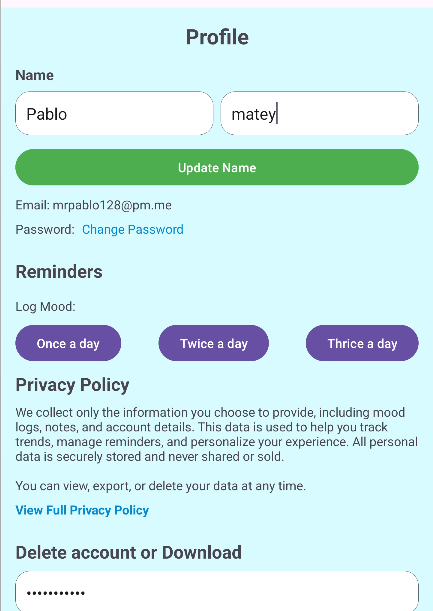 Profile
Name
Pablo matey
Update Name
Email: mrpablo128@pm.me
Password: Change Password
Reminders
Log Mood:
Once a day Twice a day Thrice a day
Privacy Policy
We collect only the information you choose to provide, including mood
logs, notes, and account details. This data is used to help you track
trends, manage reminders, and personalize your experience. All personal
data is securely stored and never shared or sold.
You can view, export, or delete your data at any time.
View Full Privacy Policy
Delete account or Download
•••••••••••